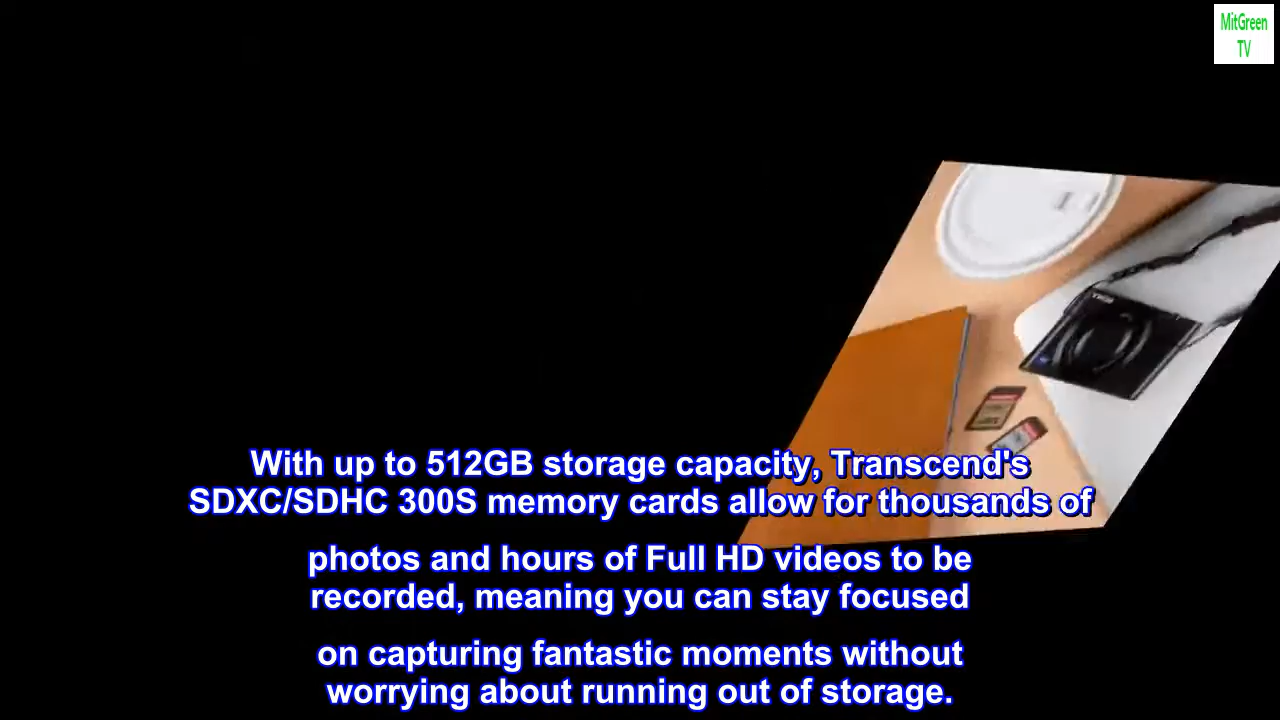 MitGreen
TV
With up to 512GB storage capacity, Transcend's
SDXC/SDHC 300S memory cards allow for thousands of
photos and hours of Full HD videos to be
recorded, meaning you can stay focused
on capturing fantastic moments without
worrying about running out of storage.